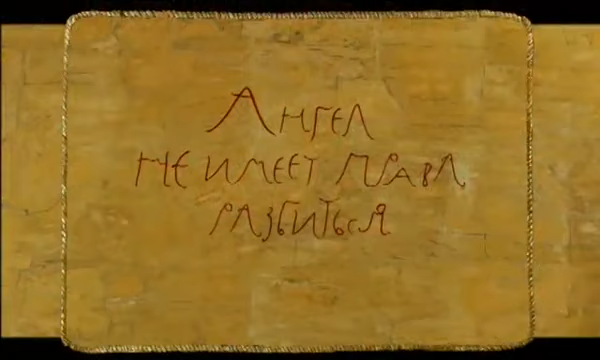 Ангел
не имеет права
разбиться